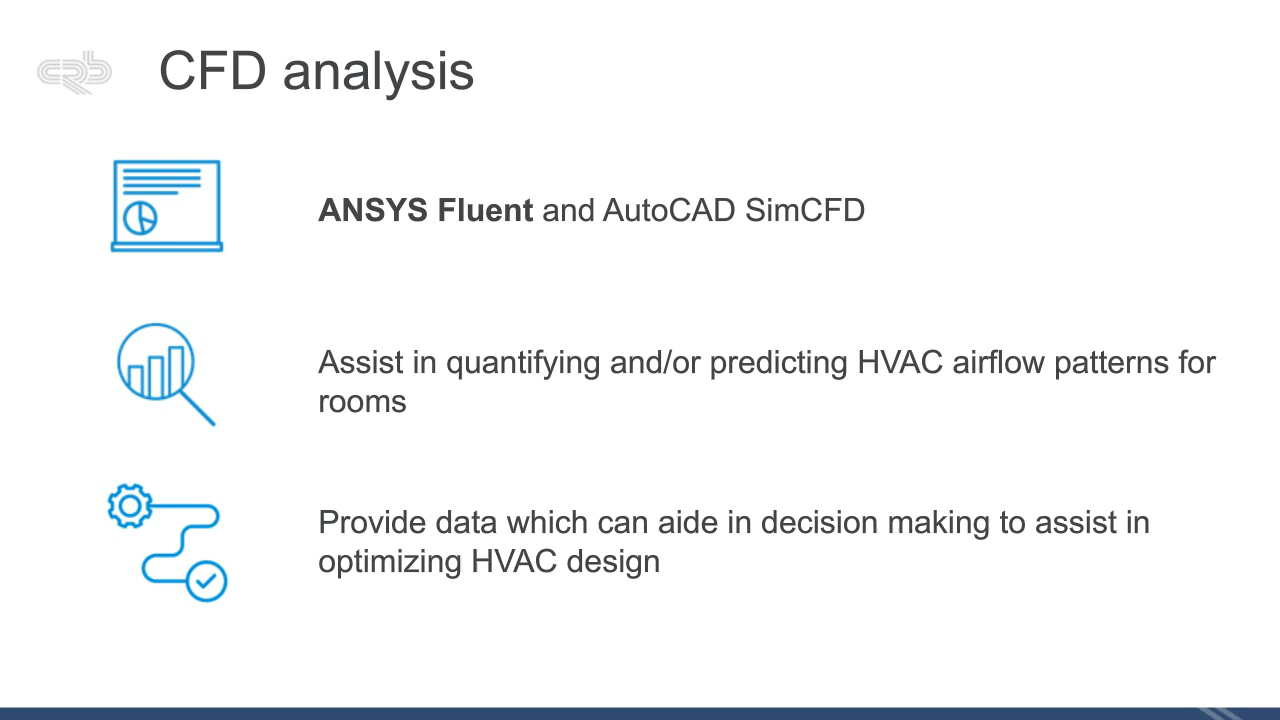 crb
CFD analysis
ANSYS Fluent and AutoCAD SimCFD
Assist in quantifying and/or predicting HVAC airflow patterns for
rooms
Provide data which can aide in decision making to assist in
optimizing HVAC design